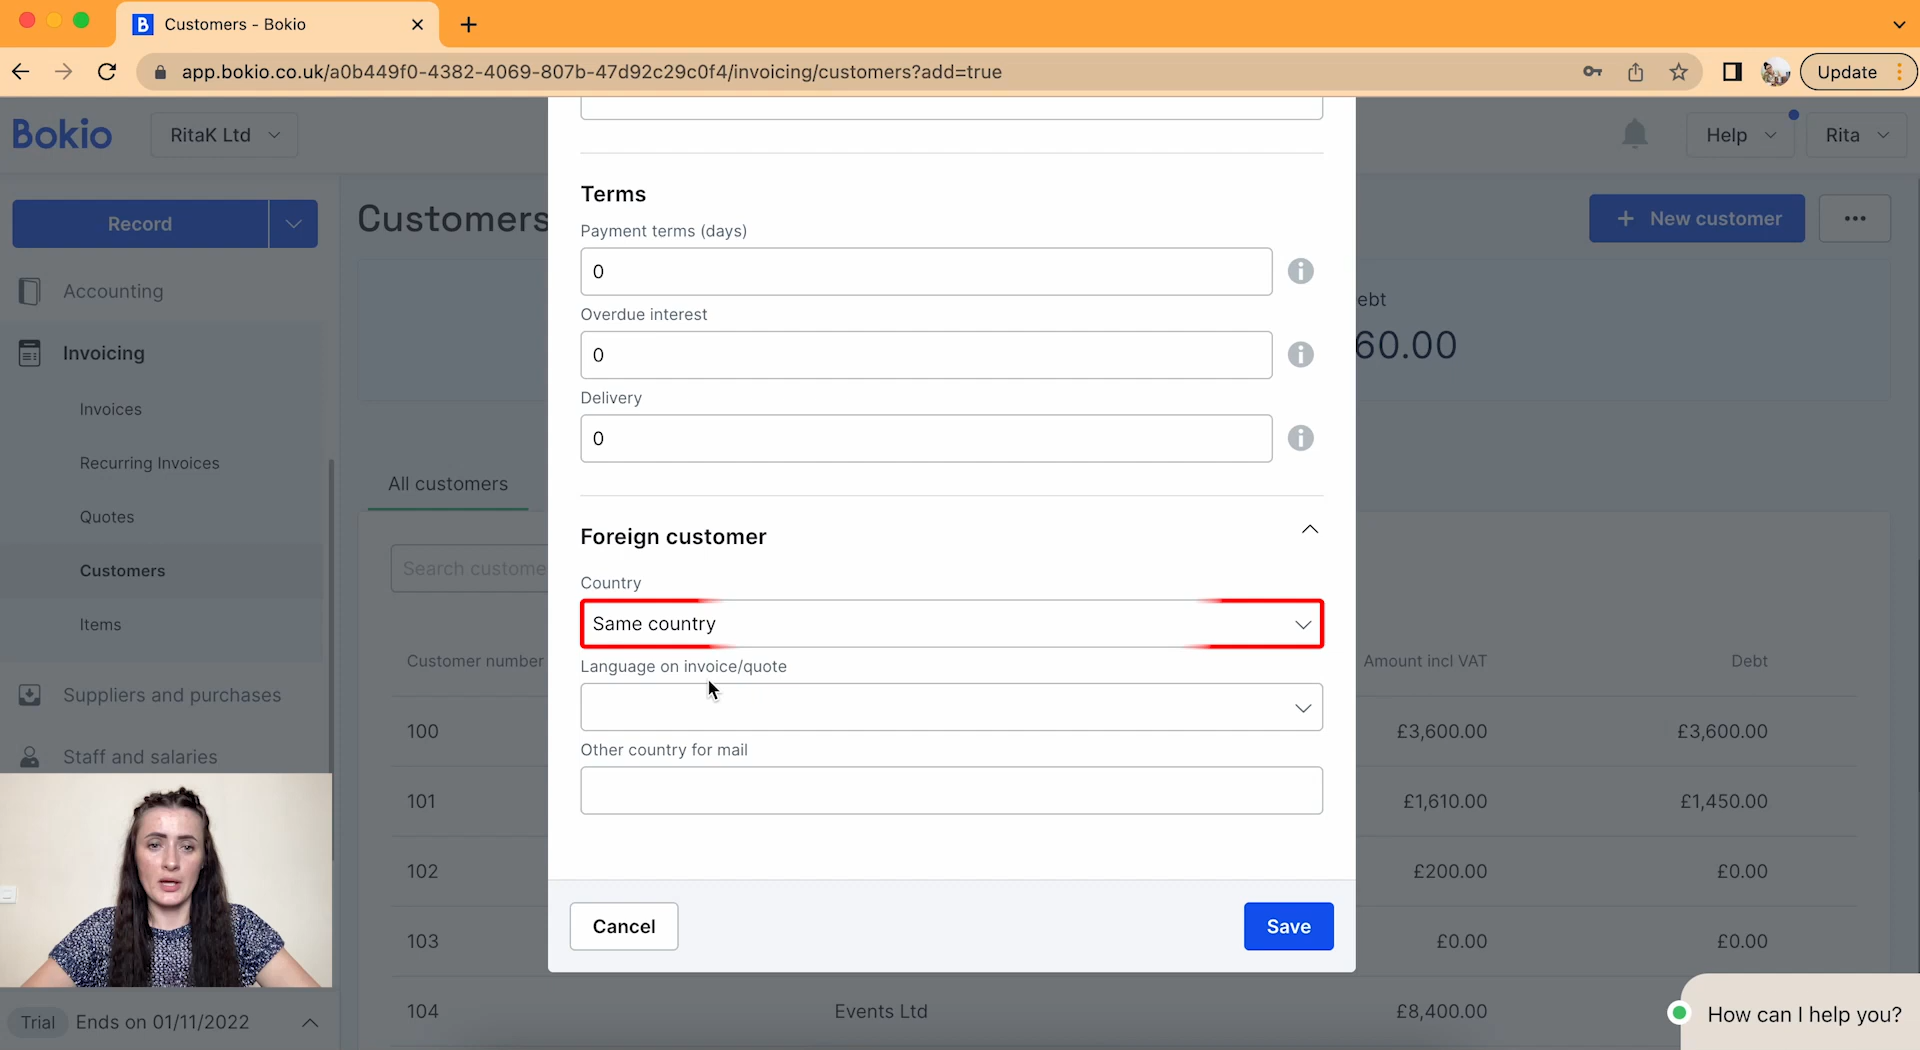 Customers - Bokio
app.bokio.co.uk/a0b449f0-4382-4069-807b-47d92c29c0f4/invoicing/customers?add=true
Update
Bokio
RitaK Ltd
Help
Rita
Record
Customers
+ New customer
Accounting
Invoicing
Invoices
Recurring Invoices
Quotes
Customers
Items
Suppliers and purchases
Staff and salaries
Trial
Ends on 01/11/2022
ebt
60.00
All customers
Search custome
Customer number
Amount incl VAT
Debt
100
£3,600.00
£3,600.00
101
£1,610.00
£1,450.00
102
£200.00
£0.00
103
£0.00
£0.00
104
Events Ltd
£8,400.00
Terms
Payment terms (days)
0
Overdue interest
0
Delivery
0
Foreign customer
Country
Same country
Language on invoice/quote
Other country for mail
Cancel
Save
How can I help you?